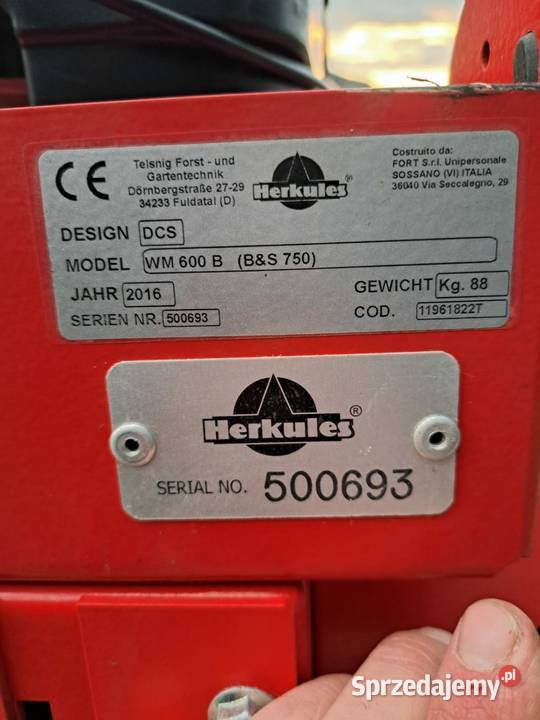 CE
Telsnig Forst - und
Gartentechnik
Dörnbergstraße 27-29
34233 Fuldatal (D)
Herkules®
Costruito da:
FORT S.r.l. Unipersonale
SOSSANO (VI) ITALIA
36040 Via Seccalegno, 29
DESIGN DCS
MODEL WM 600 B (B&S 750)
JAHR 2016
GEWICHT Kg. 88
SERIEN NR. 500693
COD. 11961822T
Herkules®
SERIAL NO. 500693
Sprzedajemy.pl